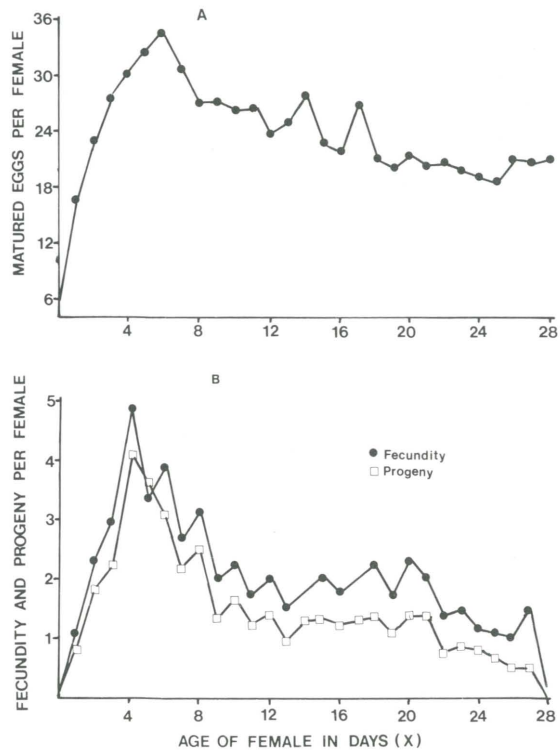 A
MATURED EGGS PER FEMALE
36
30
24
18
12
6
4 8 12 16 20 24 28
B
FECUNDITY AND PROGENY PER FEMALE
5
4
3
2
1
Fecundity
Progeny
4 8 12 16 20 24 28
AGE OF FEMALE IN DAYS (X)